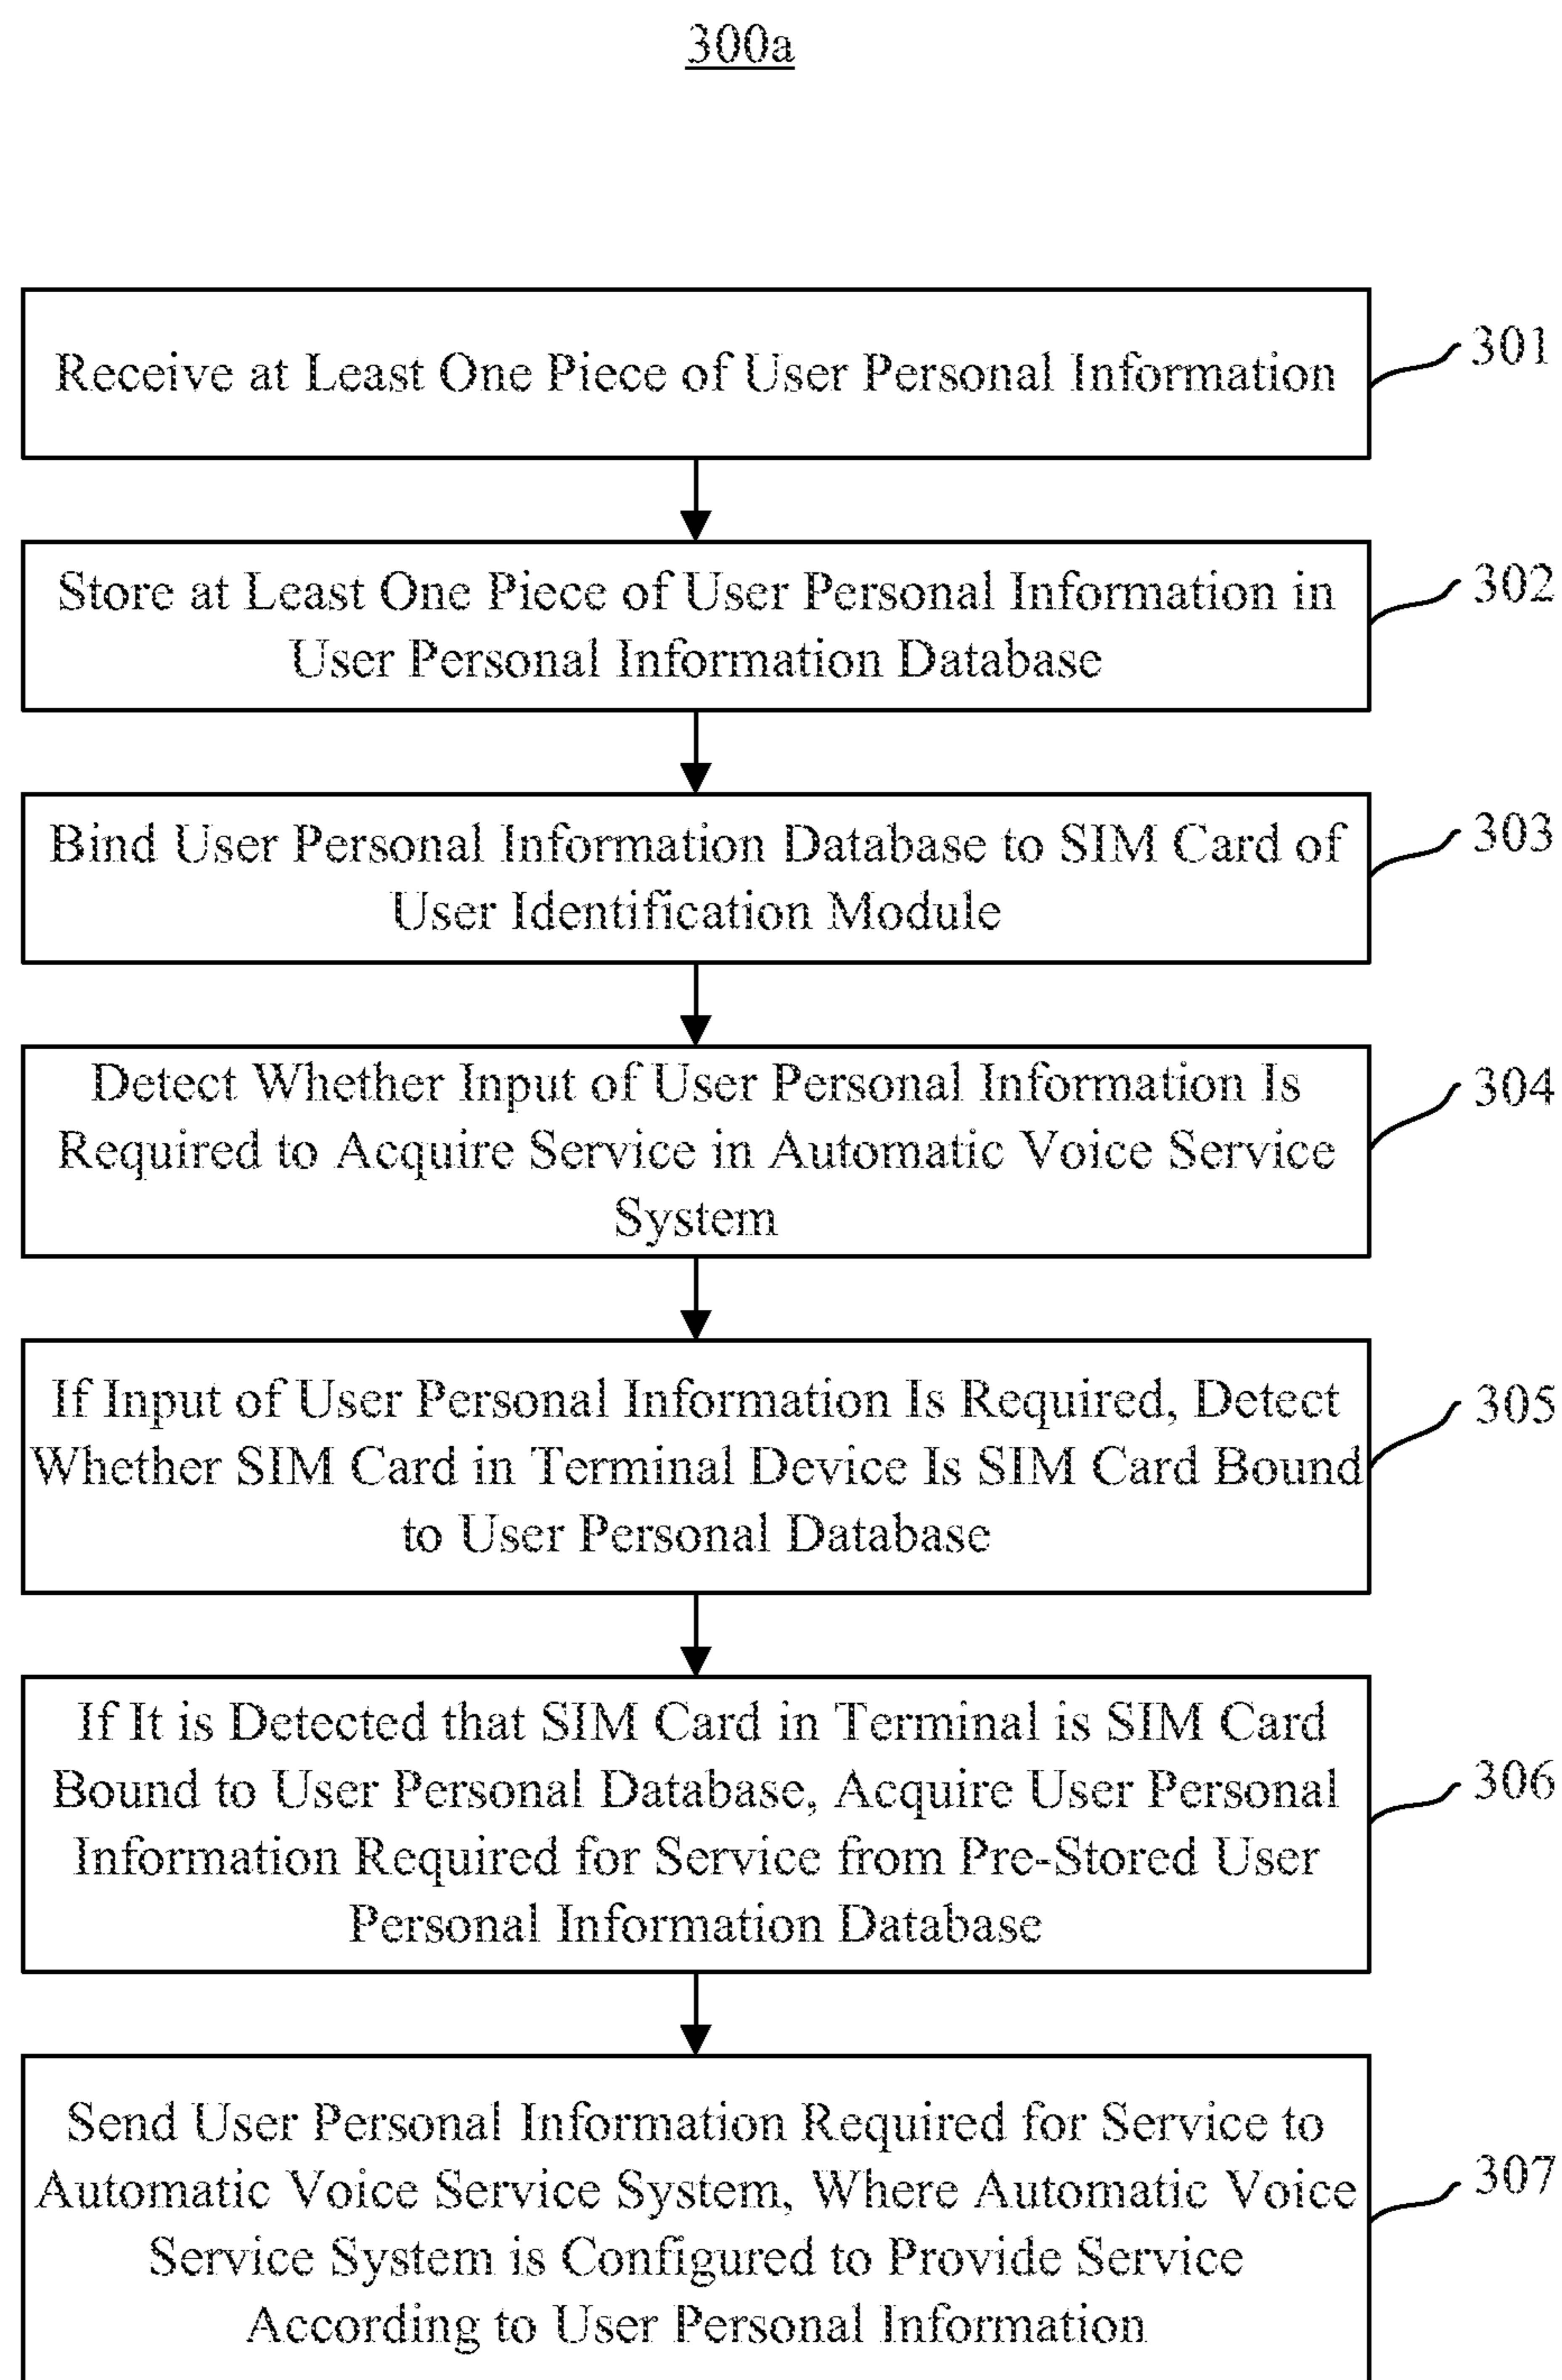 300a
Receive at Least One Piece of User Personal Information
301
Store at Least One Piece of User Personal Information in
User Personal Information Database
302
Bind User Personal Information Database to SIM Card of
User Identification Module
303
Detect Whether Input of User Personal Information Is
Required to Acquire Service in Automatic Voice Service
System
304
If Input of User Personal Information Is Required, Detect
Whether SIM Card in Terminal Device Is SIM Card Bound
to User Personal Database
305
If It is Detected that SIM Card in Terminal is SIM Card
Bound to User Personal Database, Acquire User Personal
Information Required for Service from Pre-Stored User
Personal Information Database
306
Send User Personal Information Required for Service to
Automatic Voice Service System, Where Automatic Voice
Service System is Configured to Provide Service
According to User Personal Information
307